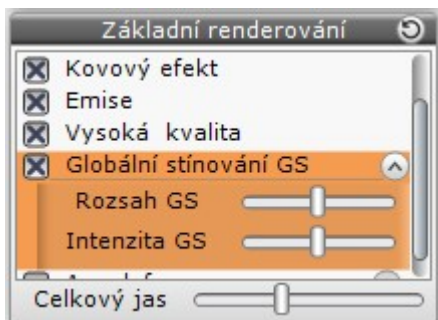 Základní renderování
Kovový efekt
Emise
Vysoká kvalita
Globální stínování GS
Rozsah GS
Intenzita GS
Celkový jas